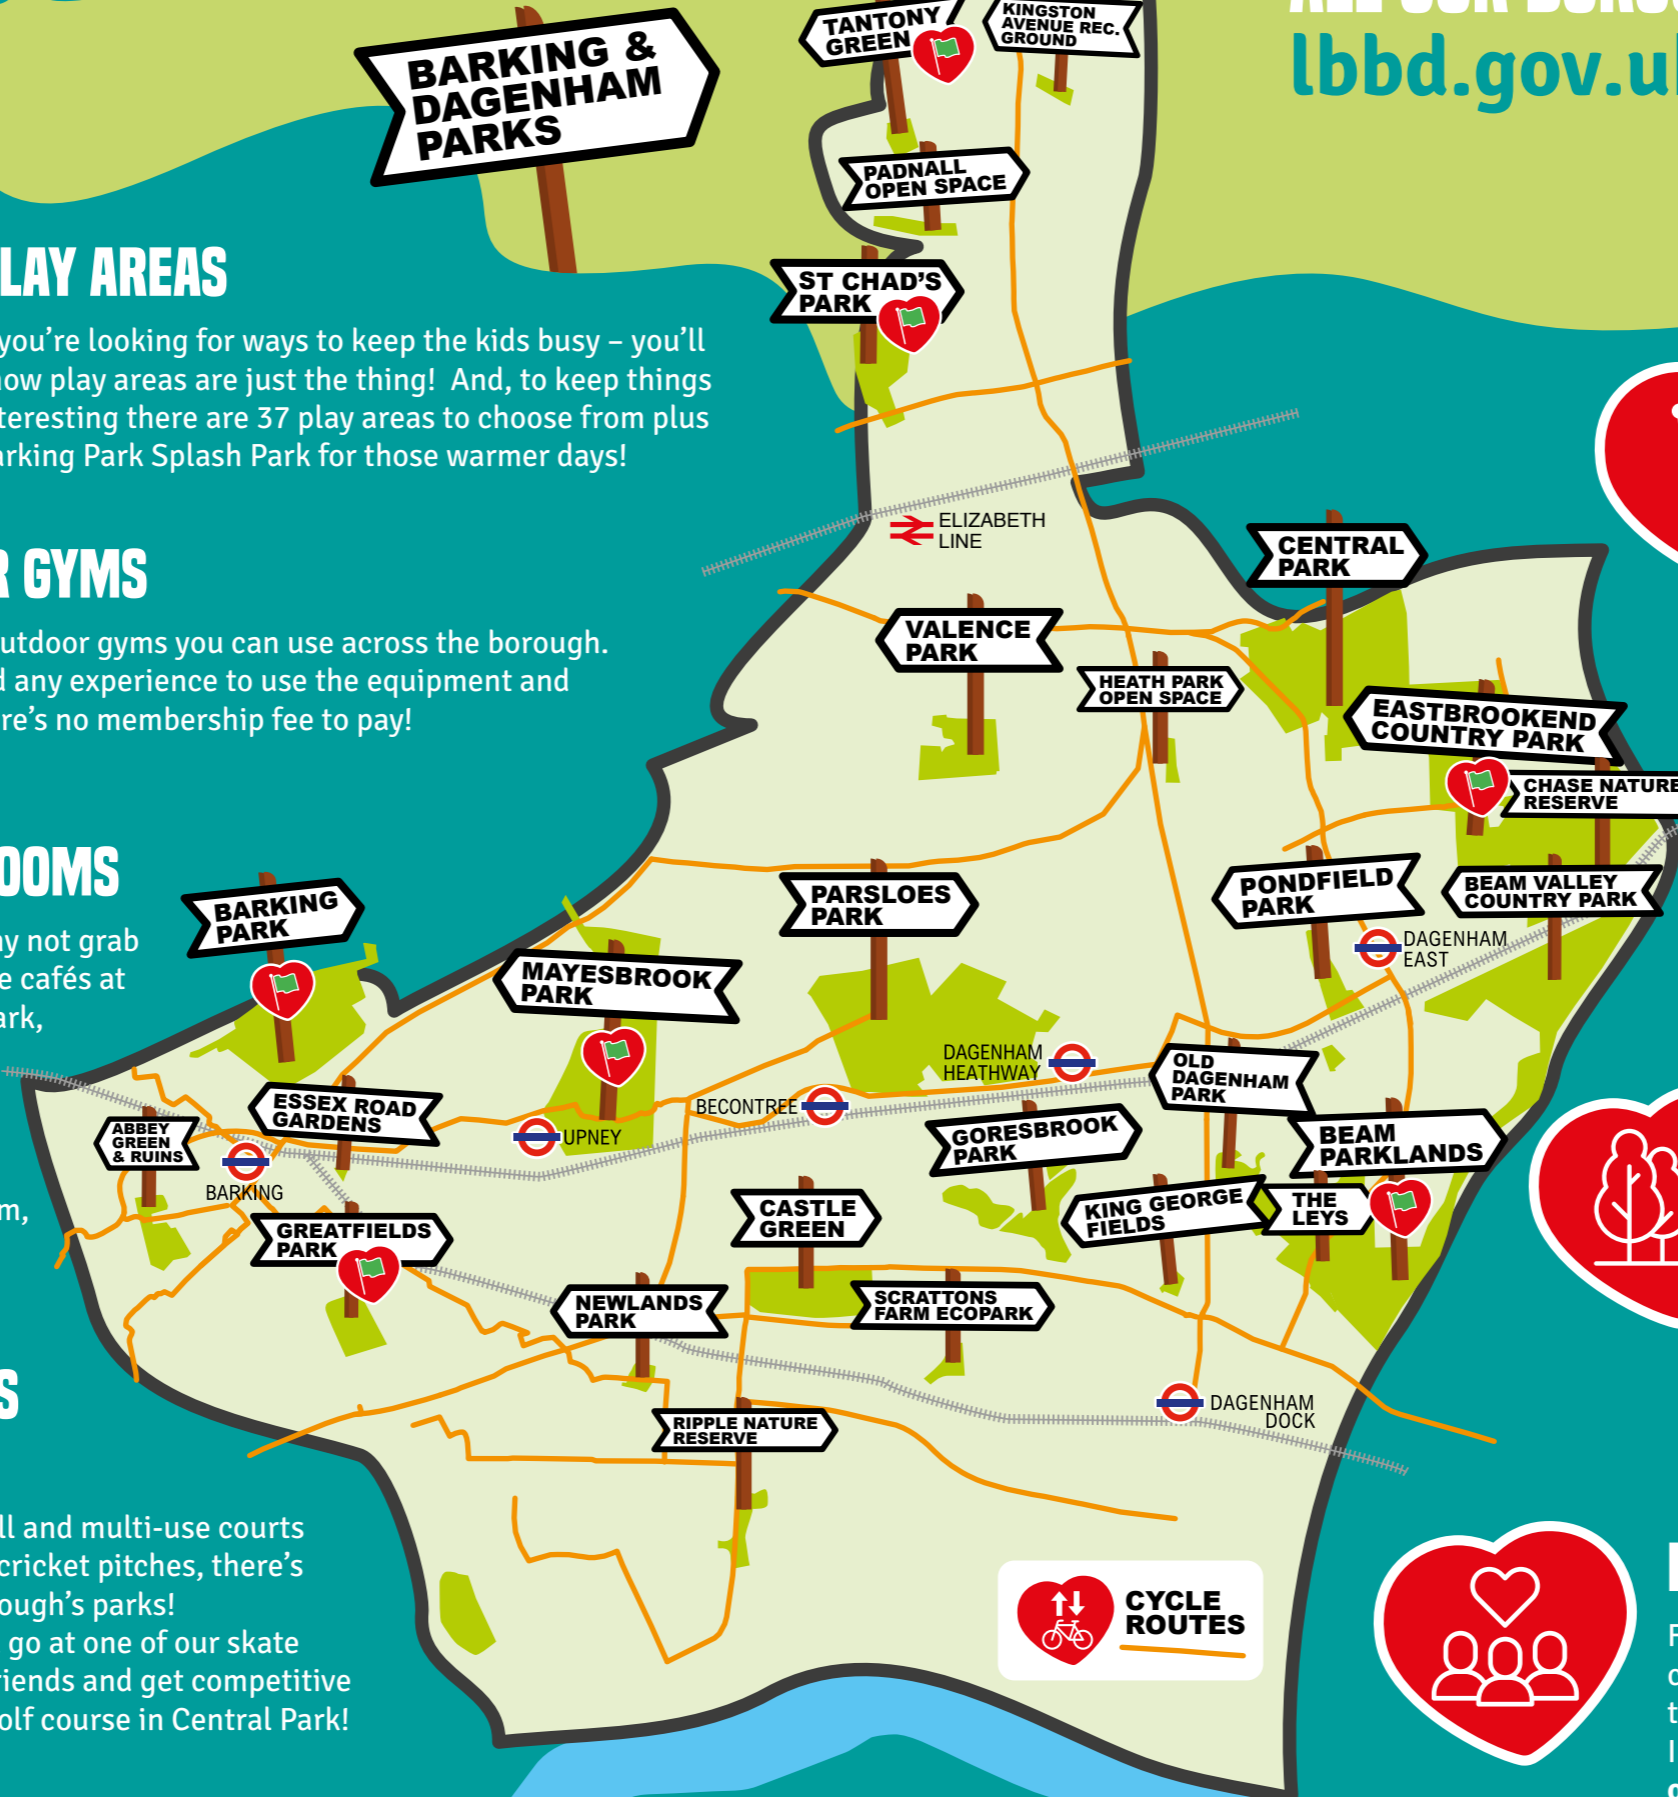 lbbd.gov.u
BARKING &
DAGENHAM
PARKS
TANTONY
GREEN
KINGSTON
AVENUE REC.
GROUND
PADNALL
OPEN SPACE
ST CHAD'S
PARK
LAY AREAS
you're looking for ways to keep the kids busy – you'll
ow play areas are just the thing!  And, to keep things
teresting there are 37 play areas to choose from plus
arking Park Splash Park for those warmer days!
ELIZABETH
LINE
R GYMS
utdoor gyms you can use across the borough.
d any experience to use the equipment and
re's no membership fee to pay!
CENTRAL
PARK
VALENCE
PARK
HEATH PARK
OPEN SPACE
EASTBROOKEND
COUNTRY PARK
CHASE NATURE
RESERVE
OOMS
y not grab
e cafés at
ark,
BARKING
PARK
PARSLOES
PARK
PONDFIELD
PARK
BEAM VALLEY
COUNTRY PARK
MAYESBROOK
PARK
DAGENHAM
EAST
DAGENHAM
HEATHWAY
OLD
DAGENHAM
PARK
ESSEX ROAD
GARDENS
BECONTREE
ABBEY
GREEN
& RUINS
UPNEY
GORESBROOK
PARK
BEAM
PARKLANDS
BARKING
m,
GREATFIELDS
PARK
CASTLE
GREEN
KING GEORGE
FIELDS
THE
LEYS
NEWLANDS
PARK
SCRATTONS
FARM ECOPARK
S
DAGENHAM
DOCK
RIPPLE NATURE
RESERVE
ll and multi-use courts
cricket pitches, there's
ough's parks!
go at one of our skate
riends and get competitive
olf course in Central Park!
CYCLE
ROUTES